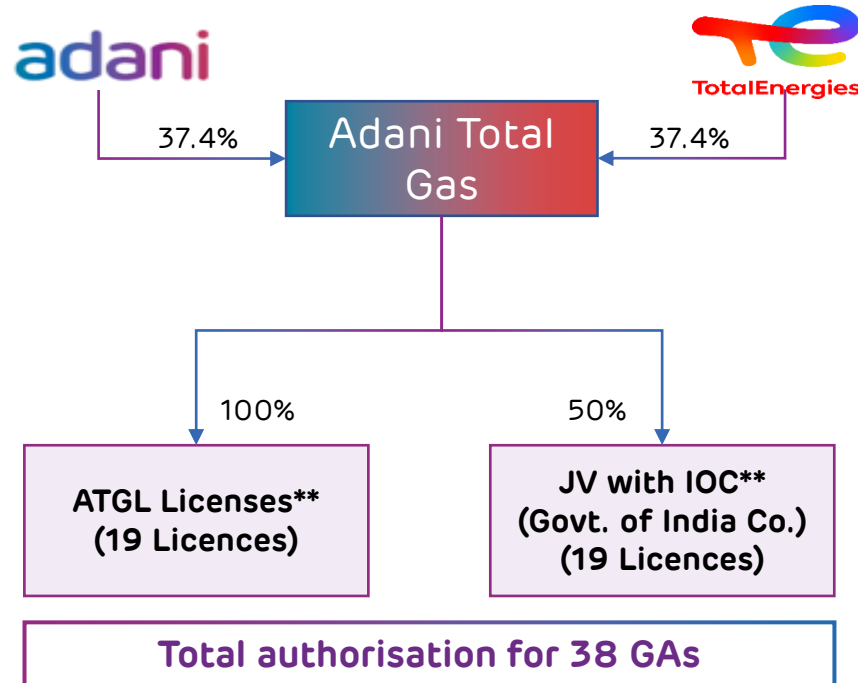 adani
TotalEnergies
37.4%
Adani Total
Gas
37.4%
100%
50%
ATGL Licenses**
(19 Licences)
JV with IOC**
(Govt. of India Co.)
(19 Licences)
Total authorisation for 38 GAs